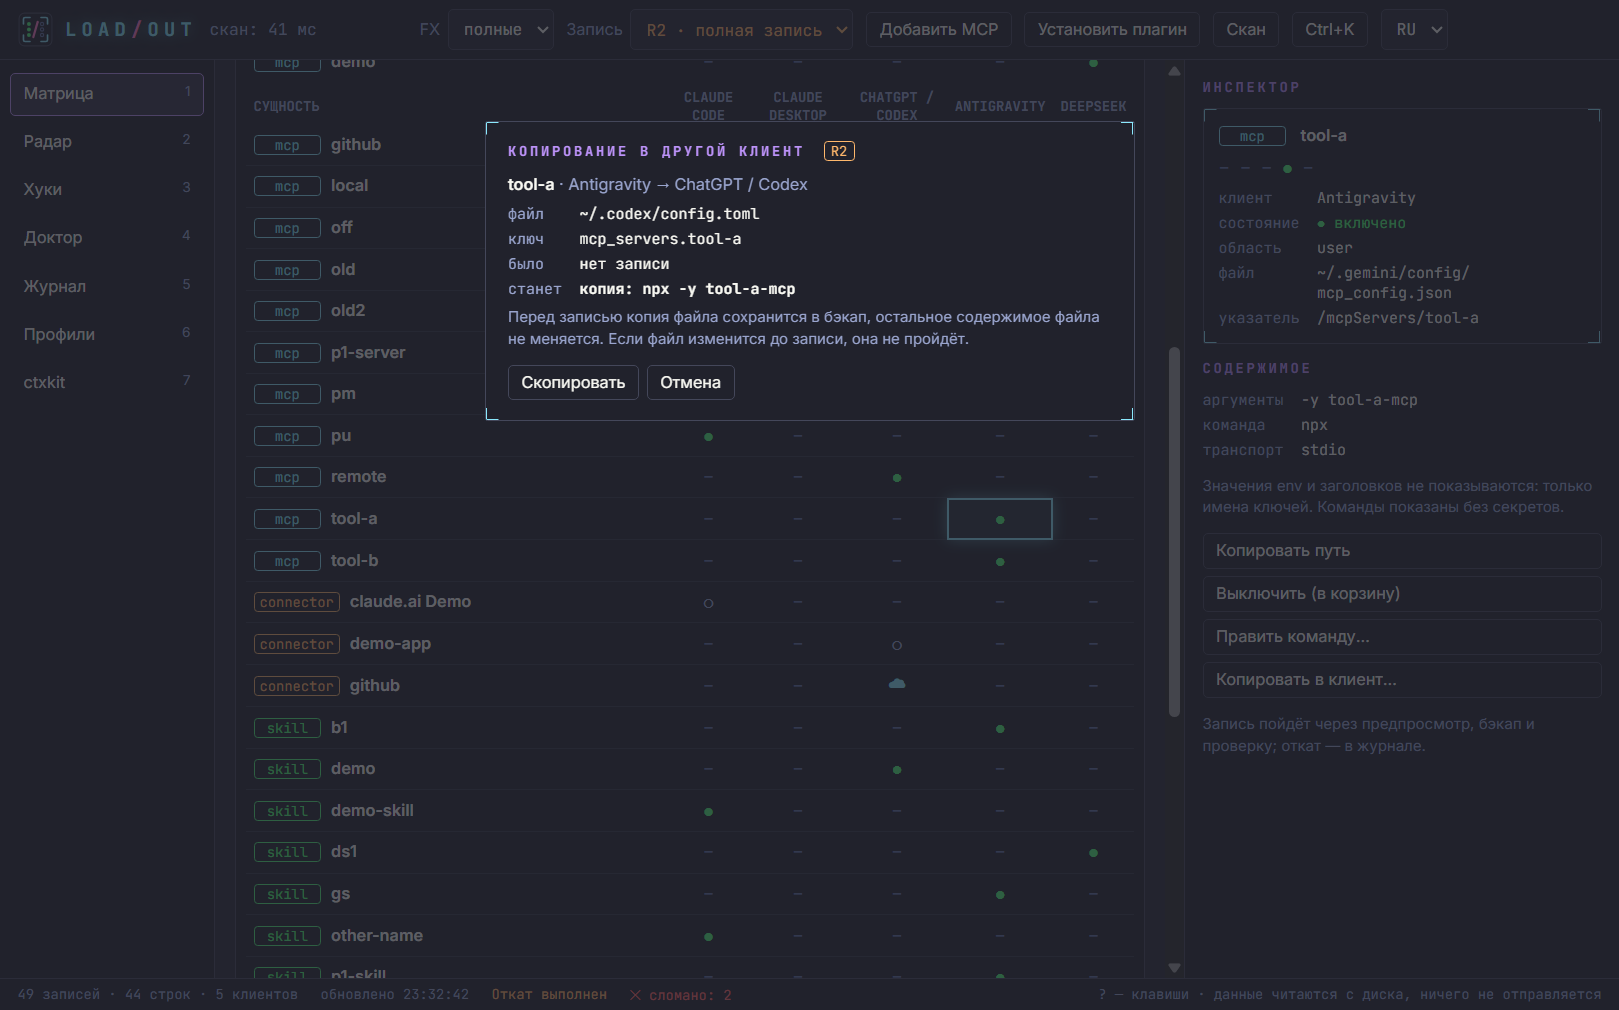 LOAD/OUT скан: 41 мс FX полные Запись R2 · полная запись Добавить MCP Установить плагин Скан Ctrl+K RU
Матрица 1
Радар 2
Хуки 3
Доктор 4
Журнал 5
Профили 6
ctxkit 7
mcp demo — — — —
СУЩНОСТЬ CLAUDE CODE CLAUDE DESKTOP CHATGPT / CODEX ANTIGRAVITY DEEPSEEK
mcp github
mcp local
mcp off
mcp old
mcp old2
mcp p1-server
mcp pm
mcp pu — — — —
mcp remote — — — —
mcp tool-a — — — —
mcp tool-b — — — —
connector claude.ai Demo — — — —
connector demo-app — — — —
connector github — — — —
skill b1 — — — —
skill demo — — — —
skill demo-skill — — — —
skill ds1 — — — —
skill gs — — — —
skill other-name — — — —
skill p1-skill — — — —
КОПИРОВАНИЕ В ДРУГОЙ КЛИЕНТ R2
tool-a · Antigravity → ChatGPT / Codex
файл ~/.codex/config.toml
ключ mcp_servers.tool-a
было нет записи
станет копия: npx -y tool-a-mcp
Перед записью копия файла сохранится в бэкап, остальное содержимое файла
не меняется. Если файл изменится до записи, она не пройдёт.
Скопировать Отмена
ИНСПЕКТОР
mcp tool-a
— — — ● —
клиент Antigravity
состояние ● включено
область user
файл ~/.gemini/config/
mcp_config.json
указатель /mcpServers/tool-a
СОДЕРЖИМОЕ
аргументы -y tool-a-mcp
команда npx
транспорт stdio
Значения env и заголовков не показываются: только
имена ключей. Команды показаны без секретов.
Копировать путь
Выключить (в корзину)
Править команду...
Копировать в клиент...
Запись пойдёт через предпросмотр, бэкап и
проверку; откат — в журнале.
49 записей · 44 строк · 5 клиентов обновлено 23:32:42 Откат выполнен ✕ сломано: 2 ? — клавиши · данные читаются с диска, ничего не отправляется